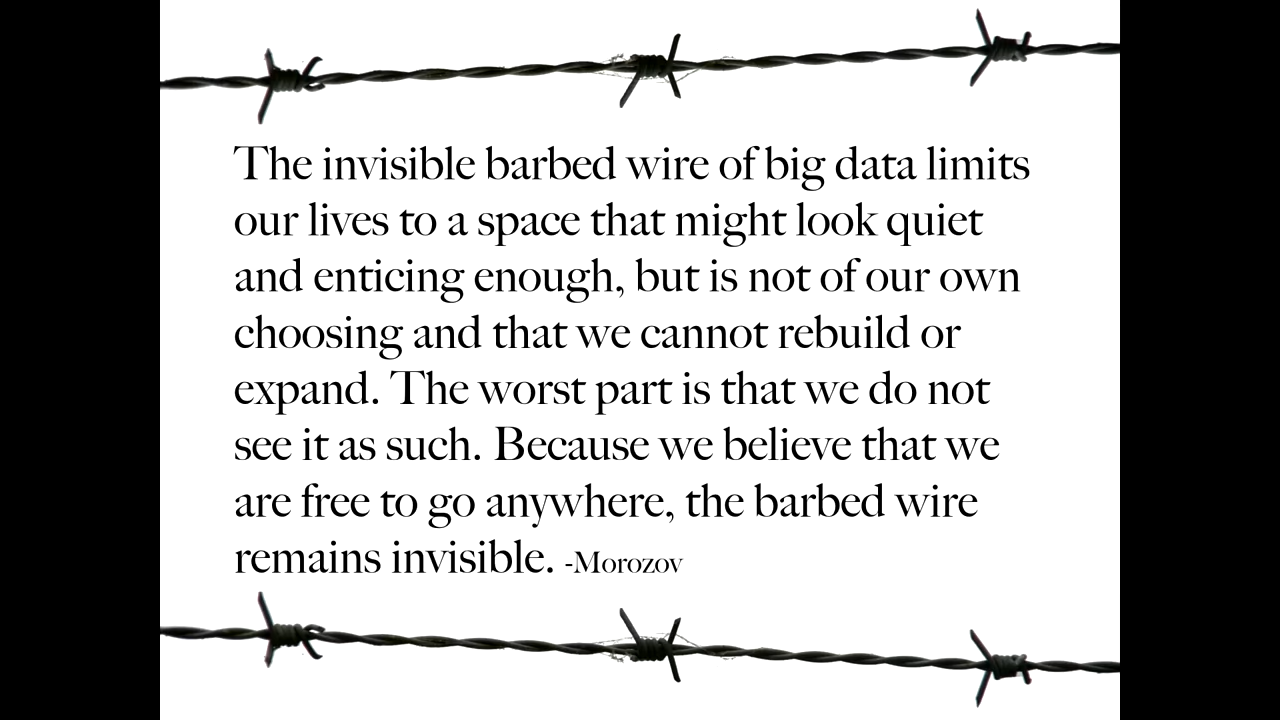 The invisible barbed wire of big data limits
our lives to a space that might look quiet
and enticing enough, but is not of our own
choosing and that we cannot rebuild or
expand. The worst part is that we do not
see it as such. Because we believe that we
are free to go anywhere, the barbed wire
remains invisible. -Morozov